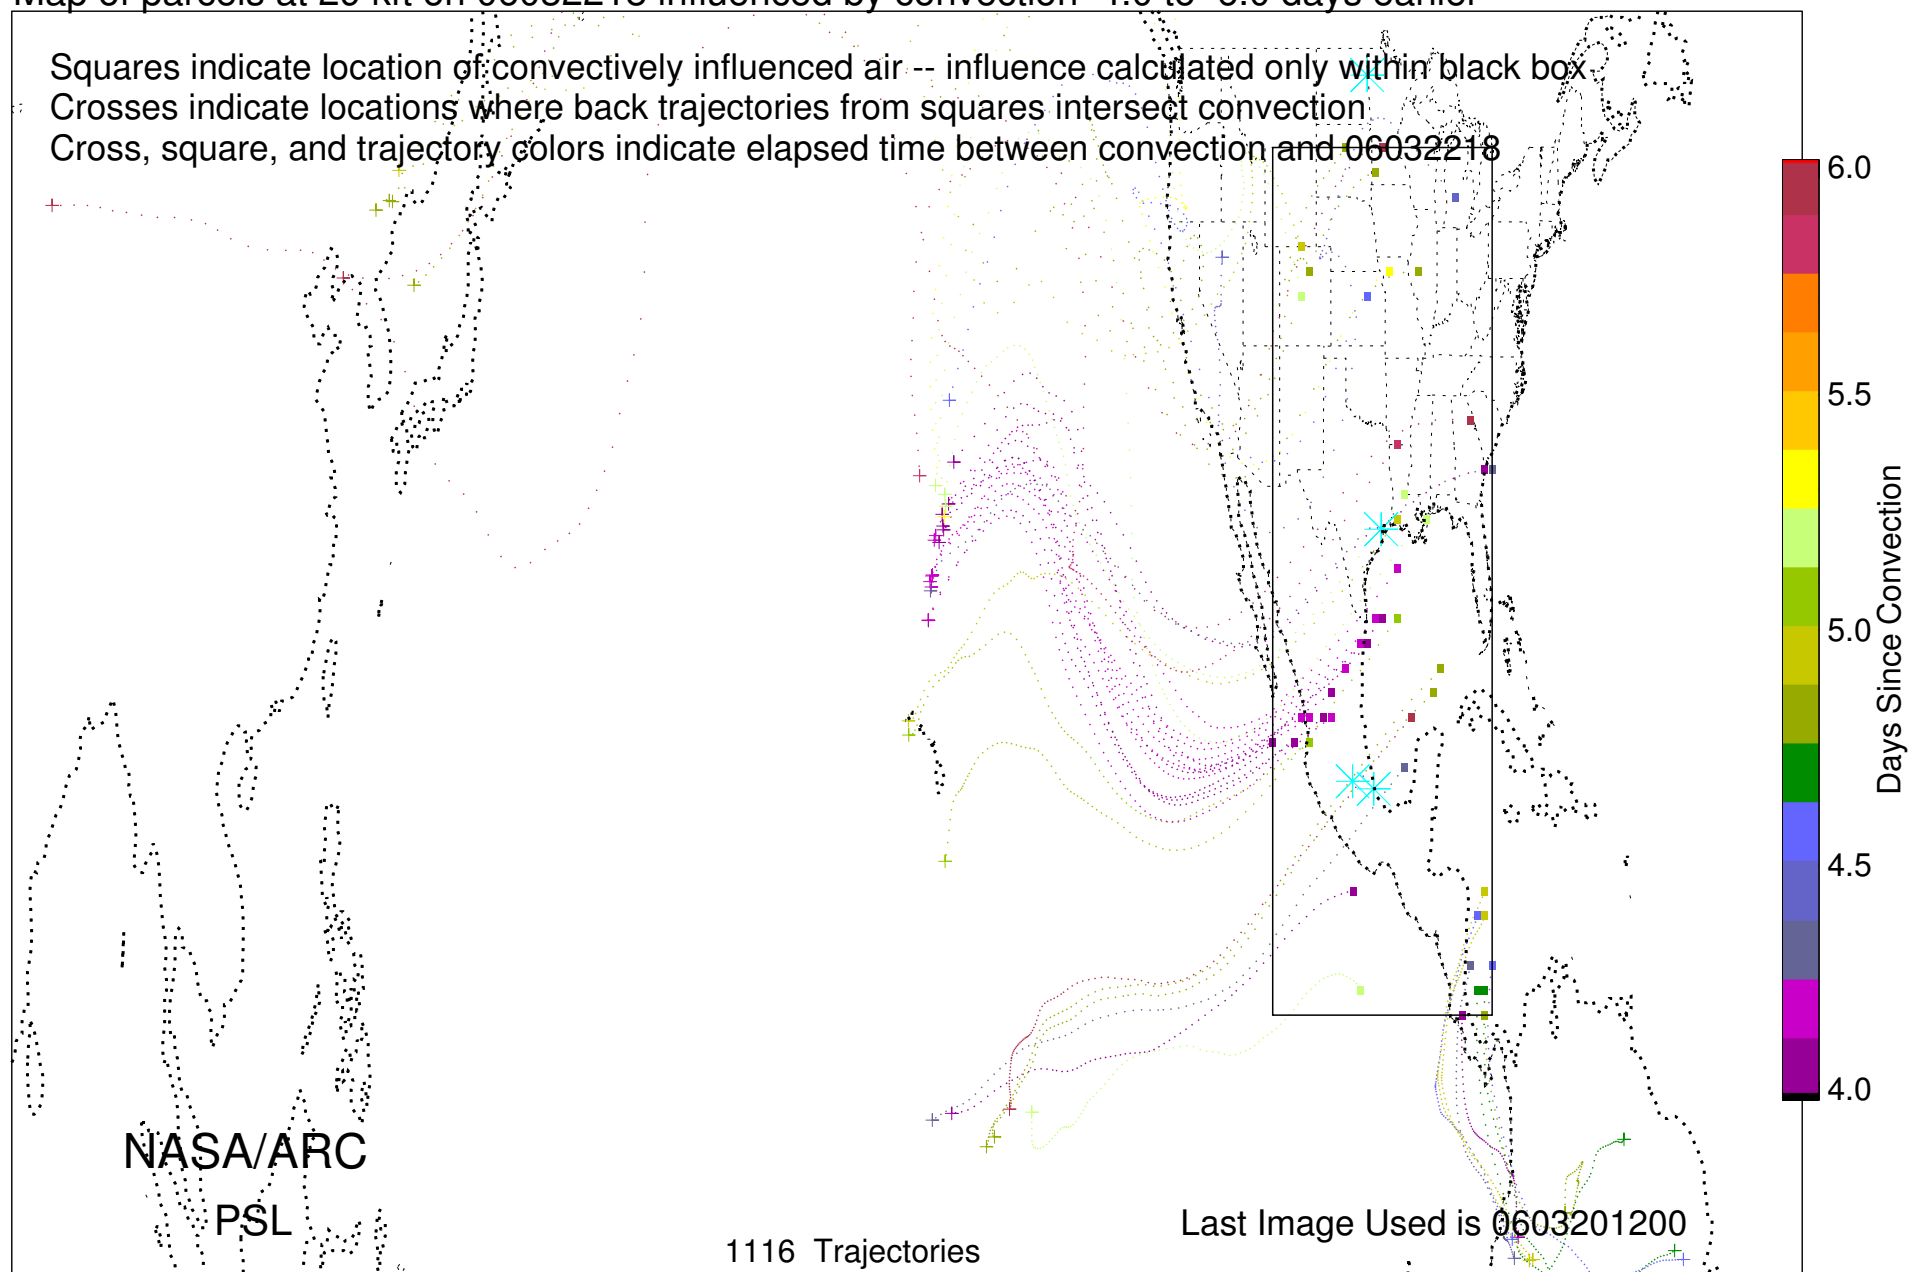 Squares indicate location of convectively influenced air -- influence calculated only within black box
Crosses indicate locations where back trajectories from squares intersect convection
Cross, square, and trajectory colors indicate elapsed time between convection and 06032218
6.0
5.5
5.0
4.5
4.0
Days Since Convection
NASA/ARC
PSL
Last Image Used is 0603201200
1116 Trajectories